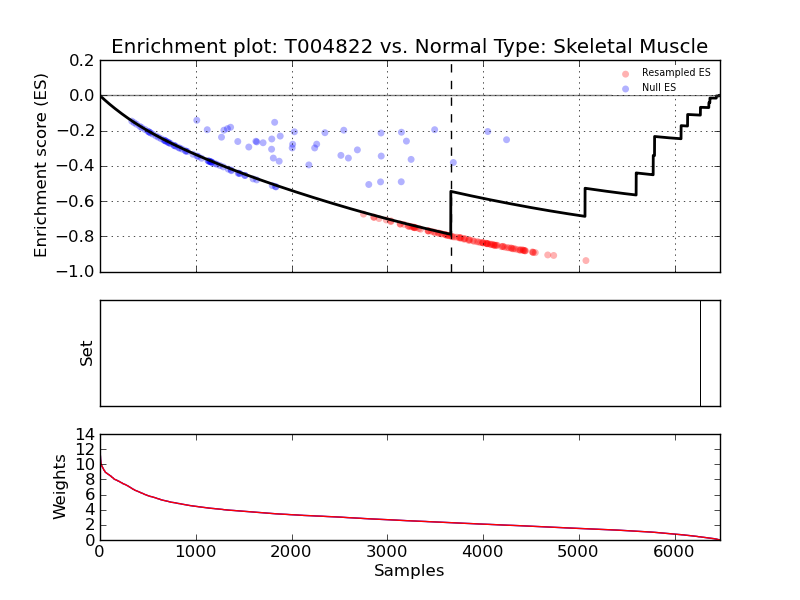 Enrichment plot: T004822 vs. Normal Type: Skeletal Muscle
Enrichment score (ES)
0.2
0.0
−0.2
−0.4
−0.6
−0.8
−1.0
Resampled ES
Null ES
Set
Weights
14
12
10
8
6
4
2
0
0 1000 2000 3000 4000 5000 6000
Samples